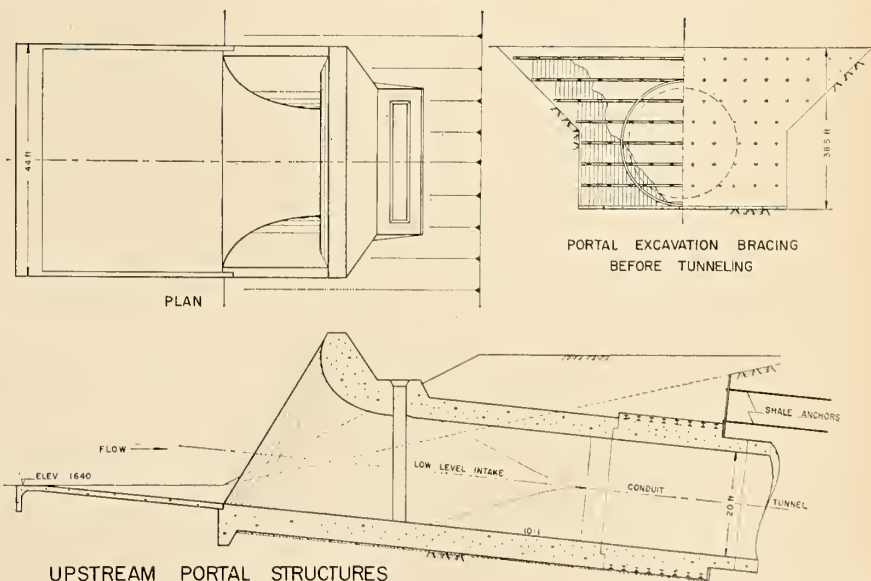 44 ft
PLAN
38.5 ft
PORTAL EXCAVATION BRACING
BEFORE TUNNELING
FLOW
ELEV 1640
LOW LEVEL INTAKE
CONDUIT
20 ft
TUNNEL
SHALE ANCHORS
10:1
UPSTREAM PORTAL STRUCTURES